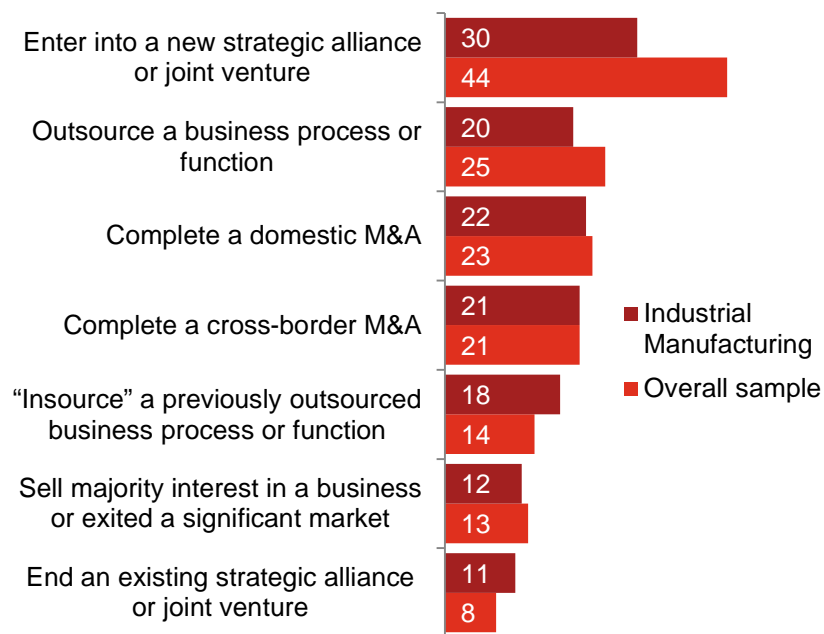 Enter into a new strategic alliance
or joint venture
30
44
Outsource a business process or
function
20
25
Complete a domestic M&A
22
23
Complete a cross-border M&A
21
21
“Insource” a previously outsourced
business process or function
18
14
Sell majority interest in a business
or exited a significant market
12
13
End an existing strategic alliance
or joint venture
11
8
Industrial
Manufacturing
Overall sample